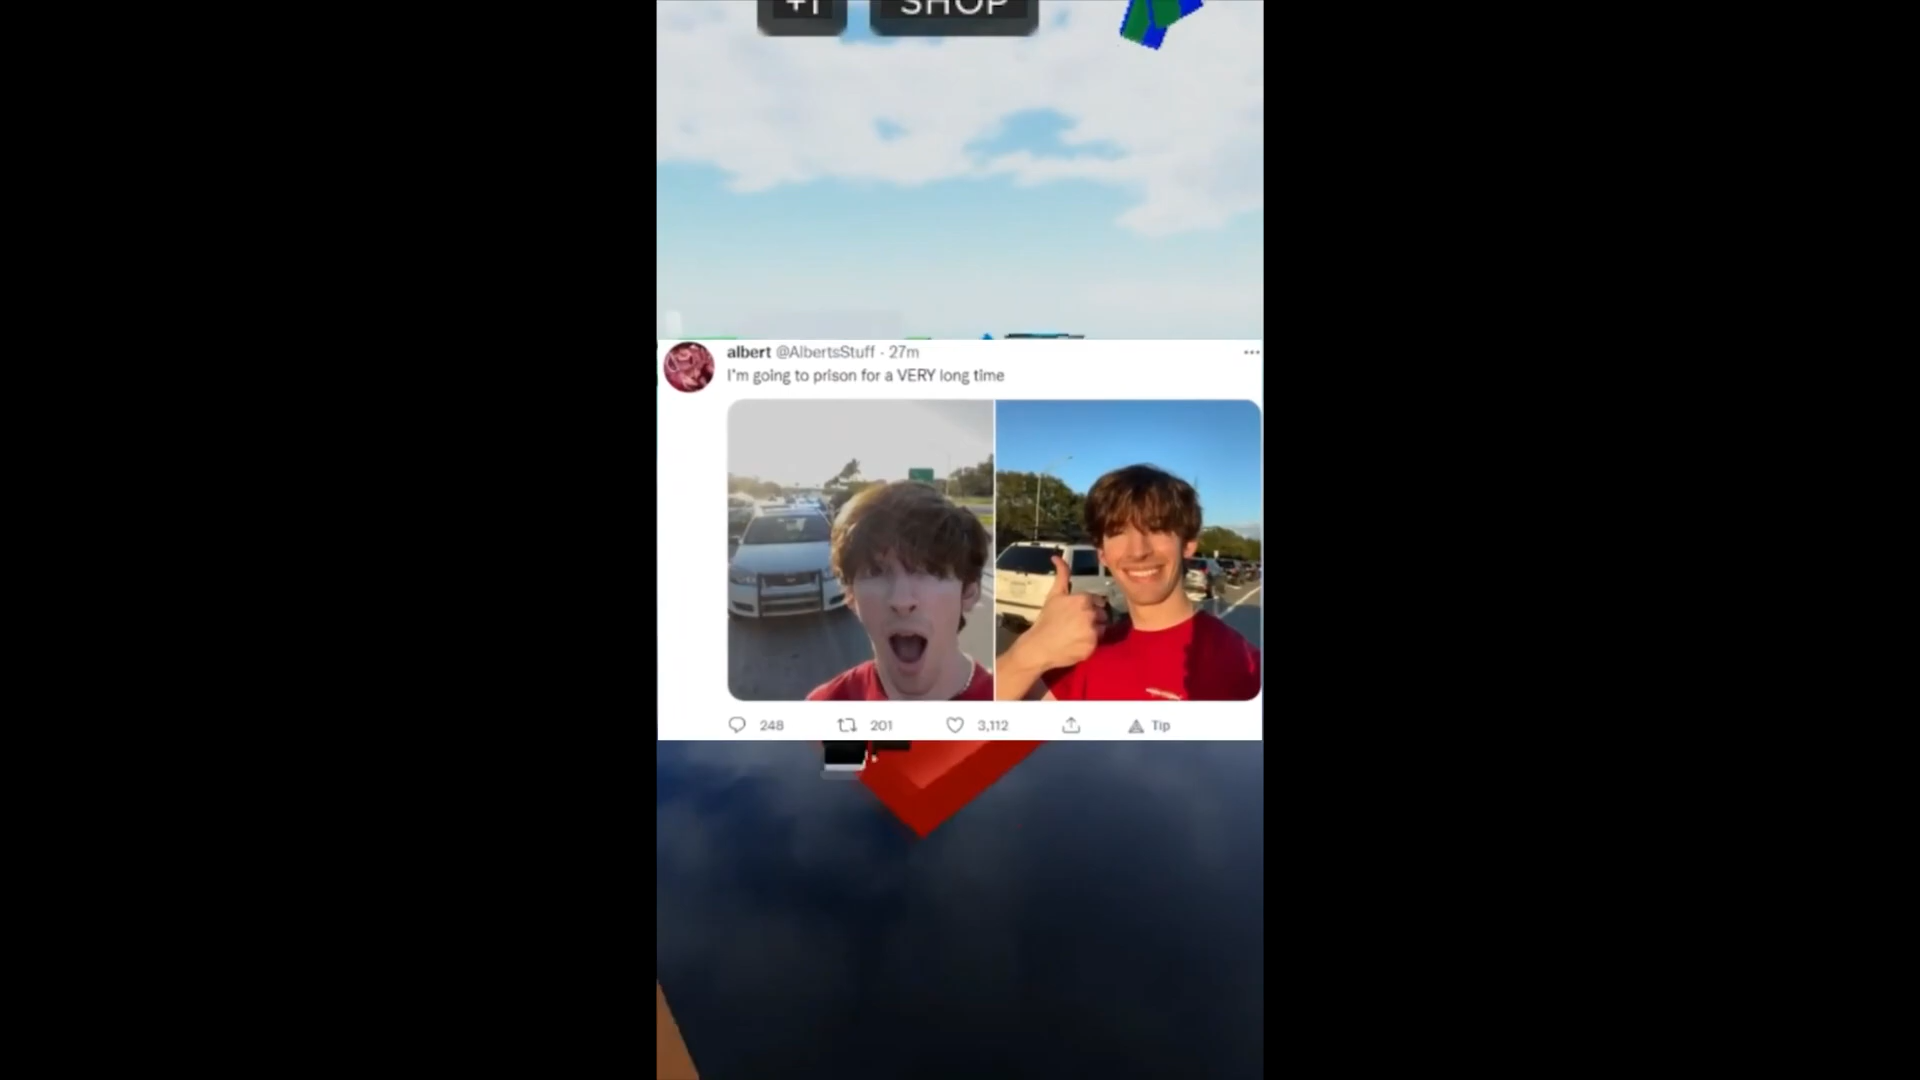 +1 SHOP
albert @AlbertsStuff · 27m
I'm going to prison for a VERY long time
248 201 3,112 Tip